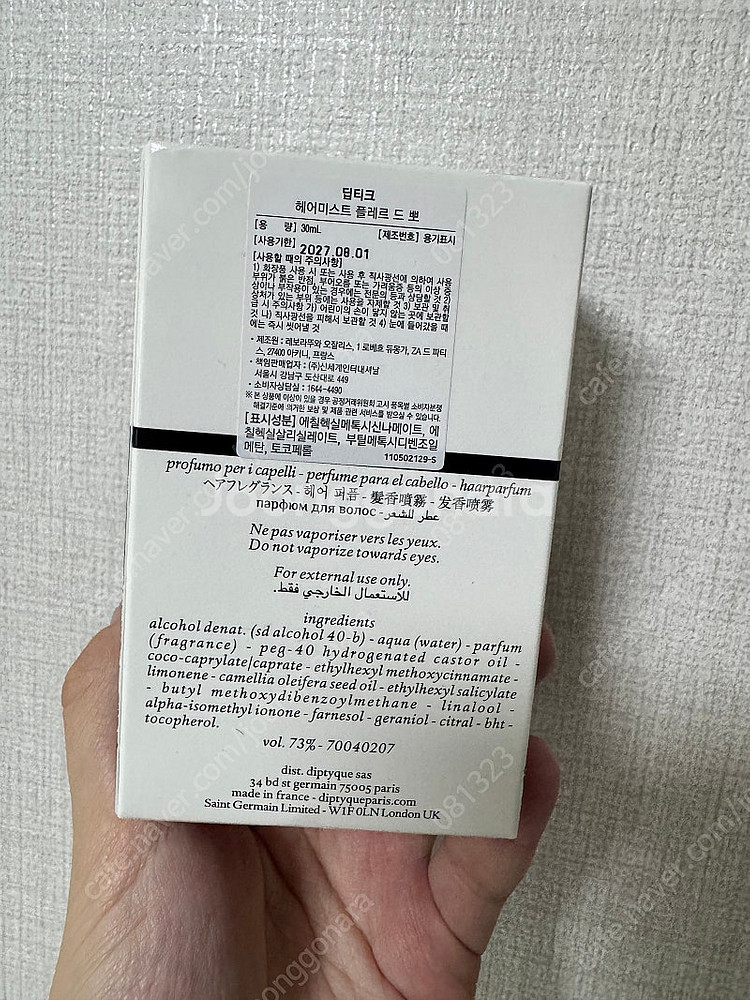 딥티크
헤어미스트 플레르 드 뽀
[용 량] 30mL [제조번호] 용기표시
[사용기한] 2027.08.01
[사용할 때의 주의사항]
1) 화장품 사용 시 또는 사용 후 직사광선에 의하여 사용
부위가 붉은 반점, 부어오름 또는 가려움증 등의 이상 증
상이나 부작용이 있는 경우에는 전문의 등과 상담할 것 2)
상처가 있는 부위 등에는 사용을 자제할 것 3) 보관 및 취
급 시 주의사항 가) 어린이의 손이 닿지 않는 곳에 보관할
것 나) 직사광선을 피해서 보관할 것 4) 눈에 들어갔을 때
에는 즉시 씻어낼 것
• 제조원 : 레보라뚜와 오잘리스, 1 로베흐 듀몽가, ZA 드 파티
스, 27400 아키니, 프랑스
• 책임판매업자 : (주)신세계인터내셔날
서울시 강남구 도산대로 449
• 소비자상담실 : 1644-4490
※ 본 상품에 이상이 있을 경우 공정거래위원회 고시 품목별 소비자분쟁
해결기준에 의거한 보상 및 제품 관련 서비스를 받으실 수 있습니다.
[표시성분] 에칠헥실메톡시신나메이트, 에
칠헥실살리실레이트, 부틸메톡시디벤조일
메탄, 토코페롤
110502129-S
profumo per i capelli - perfume para el cabello - haarparfum
ヘアフレグランス - 헤어 퍼퓸 - 髮香噴霧 - 发香喷雾
парфюм для волос - عطر للشعر
Ne pas vaporiser vers les yeux.
Do not vaporize towards eyes.
For external use only.
للاستعمال الخارجي فقط.
ingredients
alcohol denat. (sd alcohol 40-b) - aqua (water) - parfum
(fragrance) - peg-40 hydrogenated castor oil -
coco-caprylate/caprate - ethylhexyl methoxycinnamate -
limonene - camellia oleifera seed oil - ethylhexyl salicylate
- butyl methoxydibenzoylmethane - linalool -
alpha-isomethyl ionone - farnesol - geraniol - citral - bht -
tocopherol.
vol. 73% - 70040207
dist. diptyque sas
34 bd st germain 75005 paris
made in france - diptyqueparis.com
Saint Germain Limited - W1F 0LN London UK